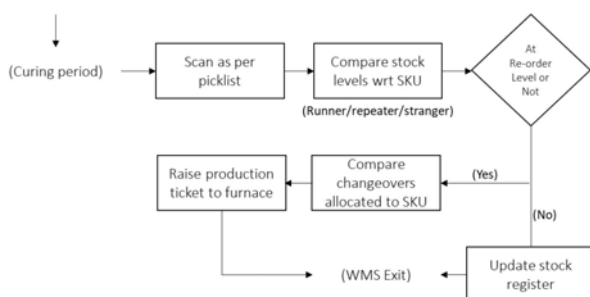 (Curing period)
Scan as per
picklist
Compare stock
levels wrt SKU
(Runner/repeater/stranger)
At
Re-order
Level or
Not
Raise production
ticket to furnace
Compare
changeovers
allocated to SKU
(Yes)
(No)
(WMS Exit)
Update stock
register